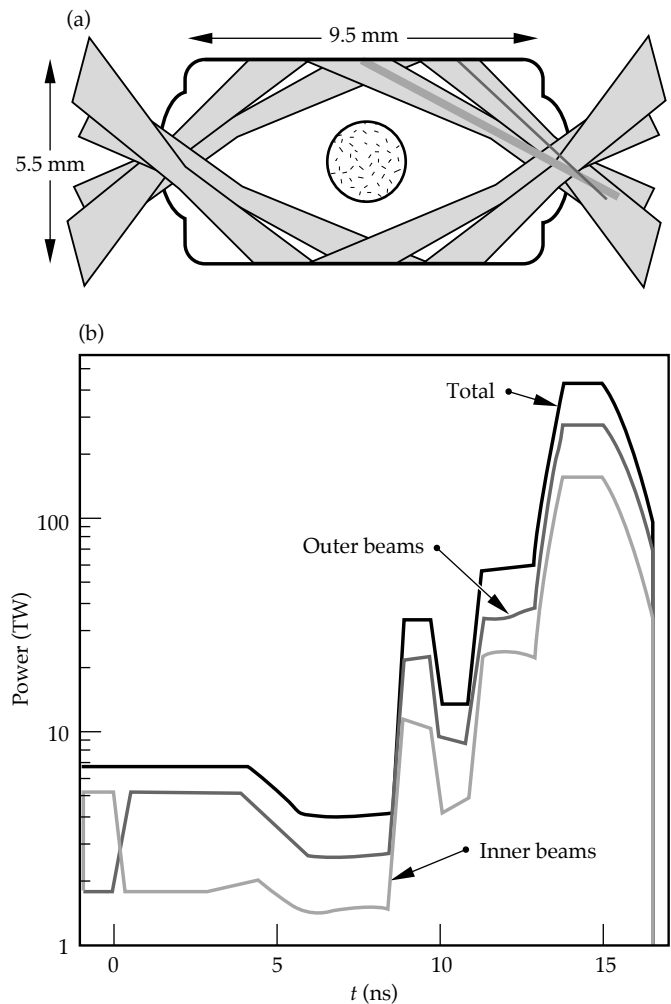 (a)
9.5 mm
5.5 mm
(b)
Total
100
Outer beams
Power (TW)
10
Inner beams
1
0 5 10 15
t (ns)